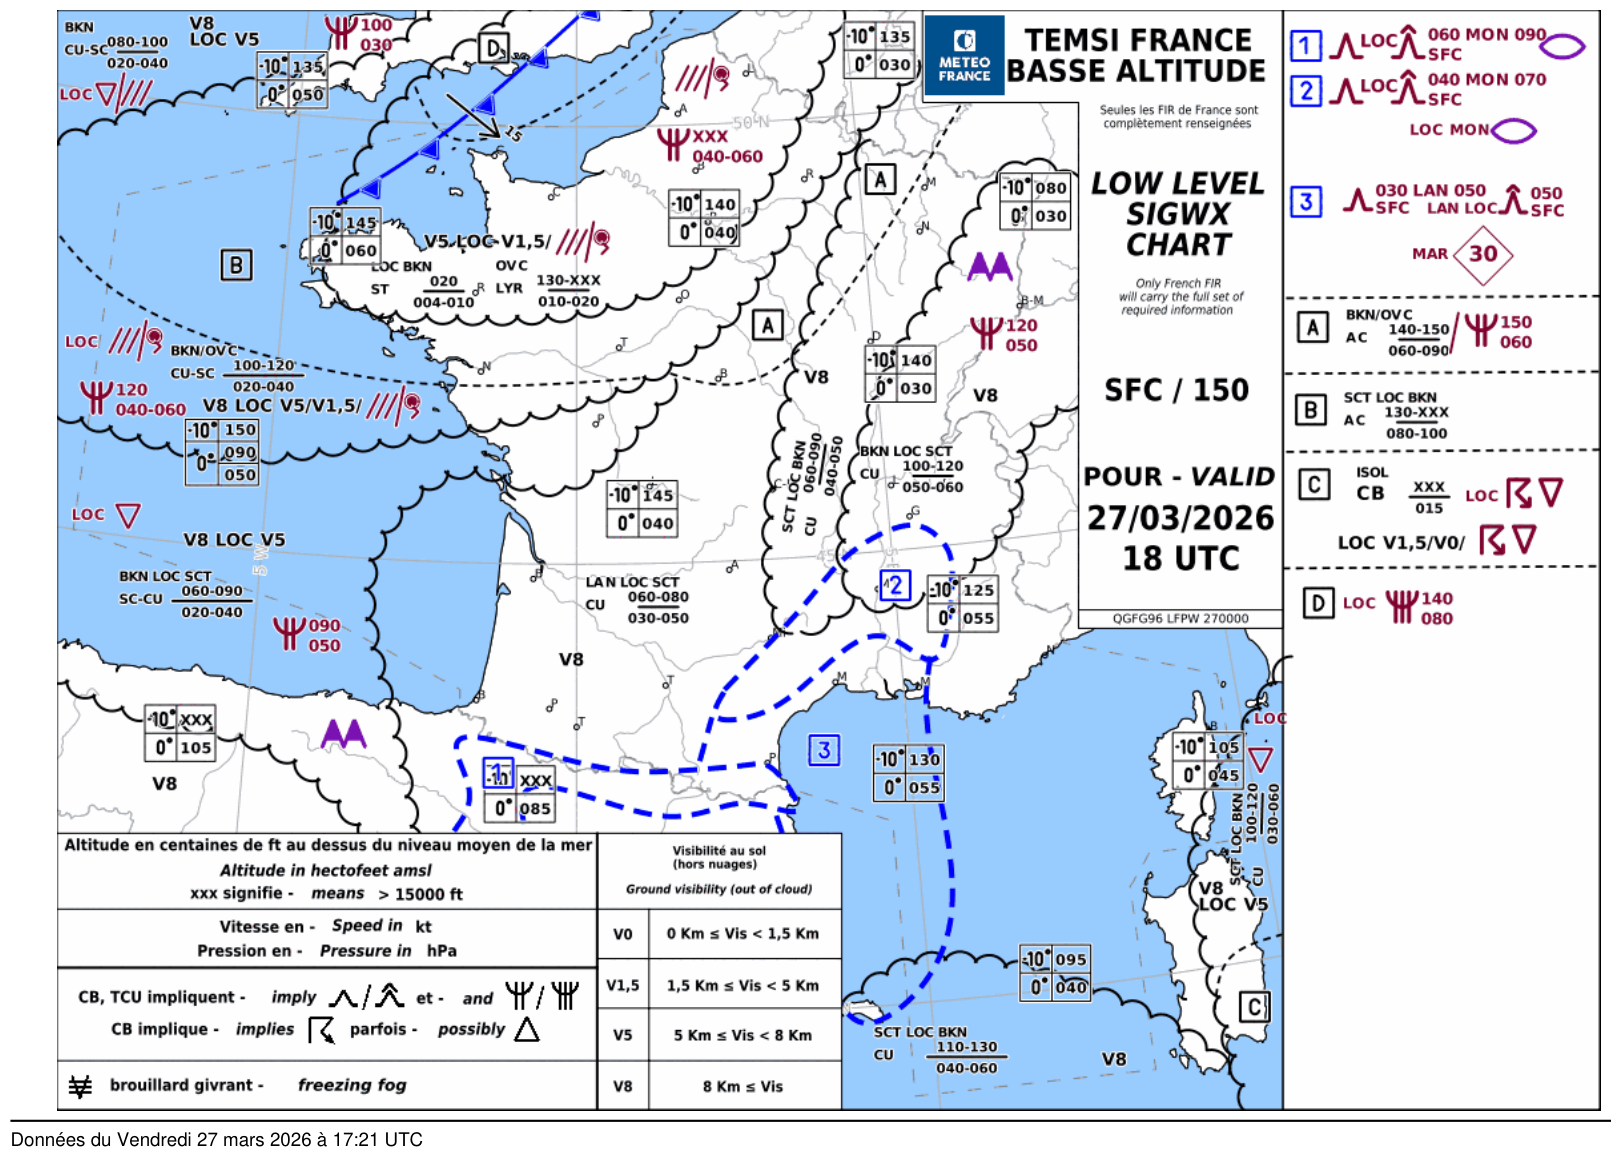 BKN
CU-SC 080-100
020-040
V8
LOC V5
LOC
100
030
-10° 135
0° 050
D
-10° 135
0° 030
METEO
FRANCE
TEMSI FRANCE
BASSE ALTITUDE
Seules les FIR de France sont
complètement renseignées
LOW LEVEL
SIGWX
CHART
Only French FIR
will carry the full set of
required information
SFC / 150
POUR - VALID
27/03/2026
18 UTC
QGFG96 LFPW 270000
15
50°N
XXX
040-060
A
-10° 080
0° 030
-10° 145
0° 060
-10° 140
0° 040
V5 LOC V1,5/
LOC BKN
ST 020
004-010
OVC
LYR 130-XXX
010-020
B
A
120
050
LOC
BKN/OVC
CU-SC 100-120
020-040
120
040-060
V8 LOC V5/V1,5/
-10° 140
0° 030
V8
V8
-10° 150
0° 090
050
SCT LOC BKN
CU 060-090
040-050
BKN LOC SCT
CU 100-120
050-060
-10° 145
0° 040
LOC
V8 LOC V5
5°W
45°N
BKN LOC SCT
SC-CU 060-090
020-040
090
050
LAN LOC SCT
CU 060-080
030-050
2
-10° 125
0° 055
V8
-10° XXX
0° 105
V8
1
-10° XXX
0° 085
3
-10° 130
0° 055
LOC
-10° 105
0° 045
SCT LOC BKN
CU 100-120
030-060
V8
LOC V5
-10° 095
0° 040
C
SCT LOC BKN
CU 110-130
040-060
V8
Altitude en centaines de ft au dessus du niveau moyen de la mer
Altitude in hectofeet amsl
xxx signifie - means > 15000 ft
Vitesse en - Speed in kt
Pression en - Pressure in hPa
CB, TCU impliquent - imply / et - and /
CB implique - implies parfois - possibly
brouillard givrant - freezing fog
Visibilité au sol
(hors nuages)
Ground visibility (out of cloud)
V0 0 Km ≤ Vis < 1,5 Km
V1,5 1,5 Km ≤ Vis < 5 Km
V5 5 Km ≤ Vis < 8 Km
V8 8 Km ≤ Vis
1 LOC 060 MON 090
SFC
2 LOC 040 MON 070
SFC
LOC MON
3 030 LAN 050 050
SFC LAN LOC SFC
MAR 30
A BKN/OVC
AC 140-150 / 150
060-090 060
B SCT LOC BKN
AC 130-XXX
080-100
C ISOL
CB XXX LOC
015
LOC V1,5/V0/
D LOC 140
080
Données du Vendredi 27 mars 2026 à 17:21 UTC